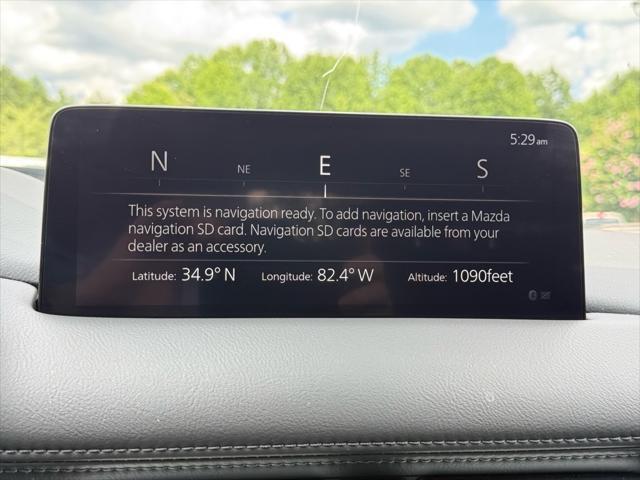 5:29am
N NE E SE S
This system is navigation ready. To add navigation, insert a Mazda
navigation SD card. Navigation SD cards are available from your
dealer as an accessory.
Latitude: 34.9° N Longitude: 82.4° W Altitude: 1090feet